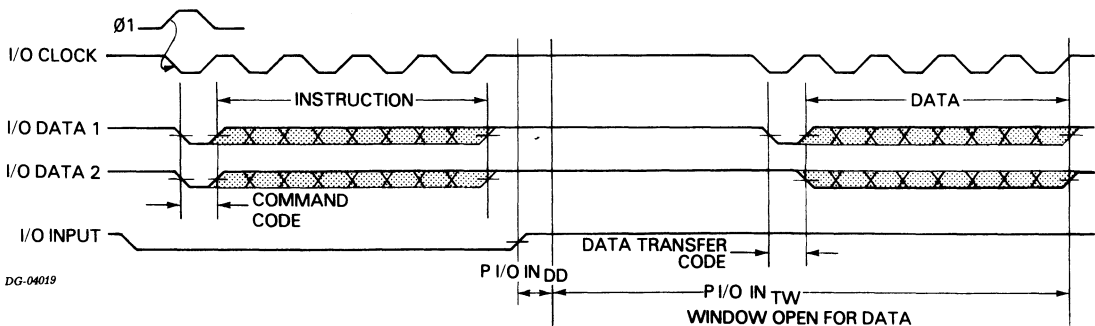 Ø1
I/O CLOCK
INSTRUCTION
DATA
I/O DATA 1
I/O DATA 2
COMMAND
CODE
I/O INPUT
DATA TRANSFER
CODE
DG-04019
P I/O IN DD
P I/O IN TW
WINDOW OPEN FOR DATA